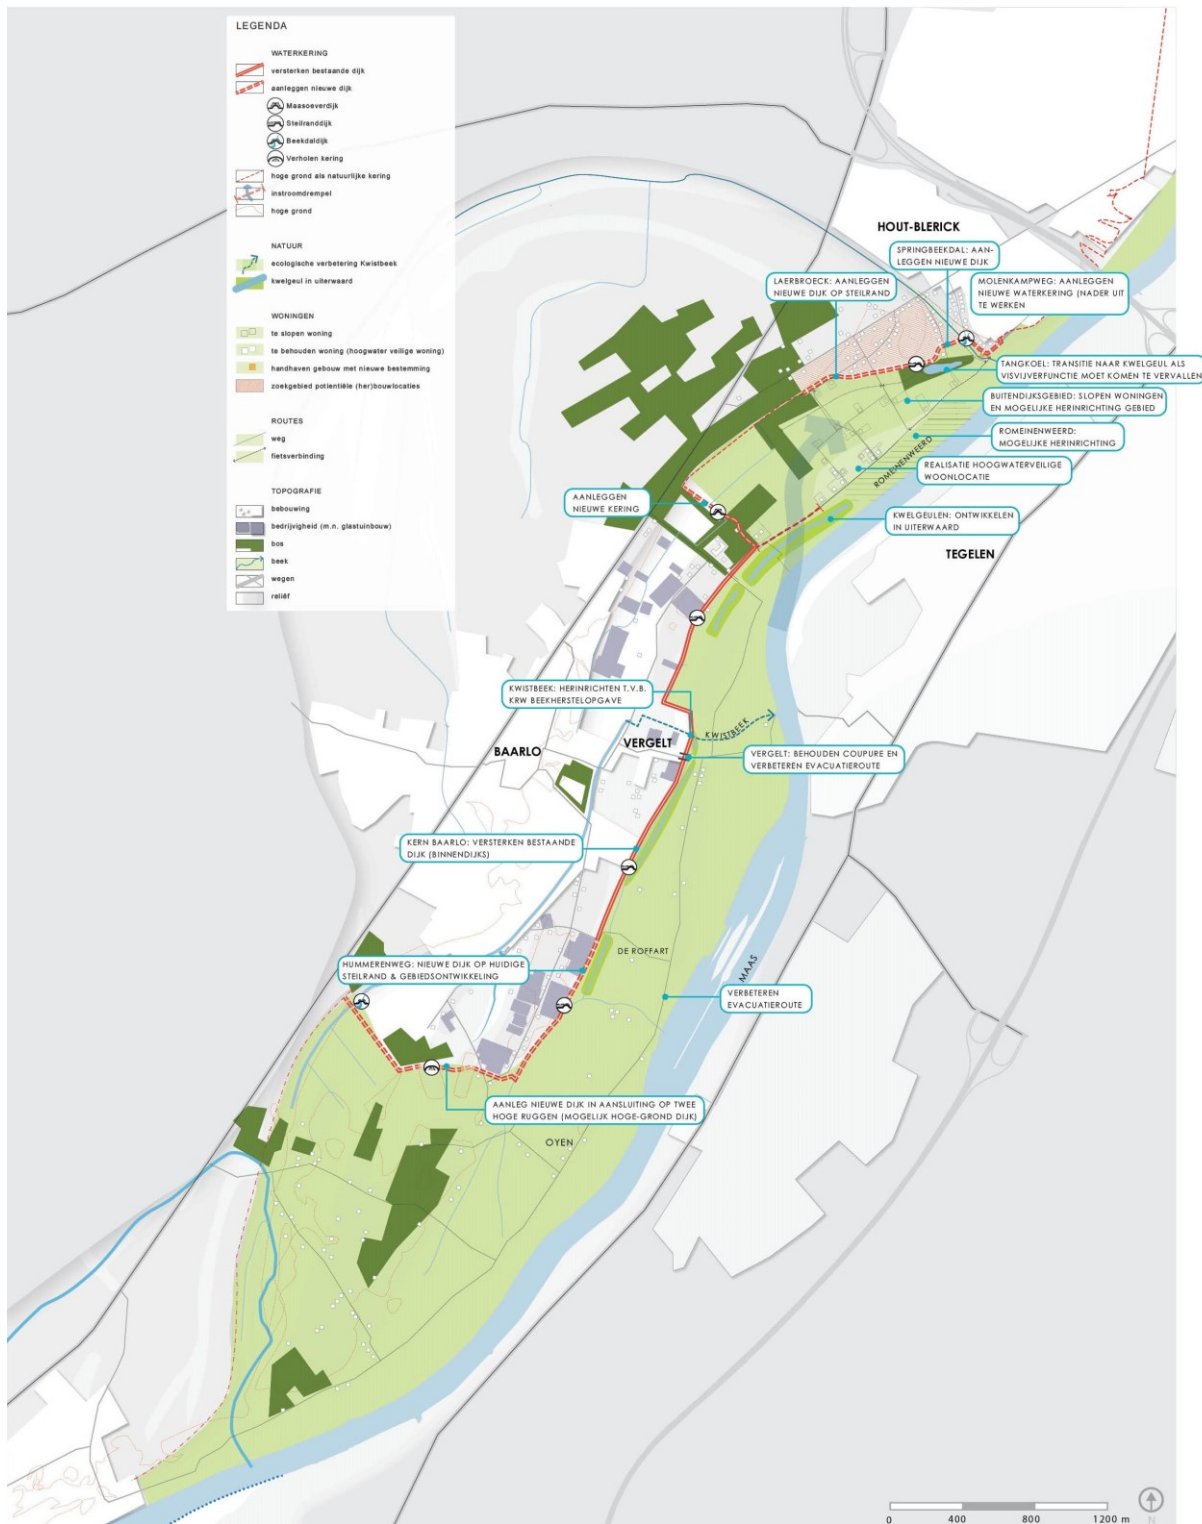 LEGENDA
WATERKERING
versterken bestaande dijk
aanleggen nieuwe dijk
Maasoeverdijk
Steilranddijk
Beekdaldijk
Verholen kering
hoge grond als natuurlijke kering
instroomdrempel
hoge grond
NATUUR
ecologische verbetering Kwistbeek
kwelgeul in uiterwaard
WONINGEN
te slopen woning
te behouden woning (hoogwater veilige woning)
handhaven gebouw met nieuwe bestemming
zoekgebied potientiële (her)bouwlocaties
ROUTES
weg
fietsverbinding
TOPOGRAFIE
bebouwing
bedrijvigheid (m.n. glastuinbouw)
bos
beek
wegen
reliëf
HOUT-BLERICK
SPRINGBEEKDAL: AAN-
LEGGEN NIEUWE DIJK
LAERBROECK: AANLEGGEN
NIEUWE DIJK OP STEILRAND
MOLENKAMPWEG: AANLEGGEN
NIEUWE WATERKERING (NADER UIT
TE WERKEN
TANGKOEL: TRANSITIE NAAR KWELGEUL ALS
VISVIJVERFUNCTIE MOET KOMEN TE VERVALLEN
BUITENDIJKSGEBIED: SLOPEN WONINGEN
EN MOGELIJKE HERINRICHTING GEBIED
ROMEINENWEERD:
MOGELIJKE HERINRICHTING
ROMEINENWEERD
REALISATIE HOOGWATERVEILIGE
WOONLOCATIE
AANLEGGEN
NIEUWE KERING
KWELGEULEN: ONTWIKKELEN
IN UITERWAARD
TEGELEN
KWISTBEEK: HERINRICHTEN T.V.B.
KRW BEEKHERSTELOPGAVE
KWISTBEEK
BAARLO
VERGELT
VERGELT: BEHOUDEN COUPURE EN
VERBETEREN EVACUATIEROUTE
KERN BAARLO: VERSTERKEN BESTAANDE
DIJK (BINNENDIJKS)
DE ROFFART
MAAS
HUMMERENWEG: NIEUWE DIJK OP HUIDIGE
STEILRAND & GEBIEDSONTWIKKELING
VERBETEREN
EVACUATIEROUTE
AANLEG NIEUWE DIJK IN AANSLUITING OP TWEE
HOGE RUGGEN (MOGELIJK HOGE-GROND DIJK)
OYEN
0 400 800 1200 m
N